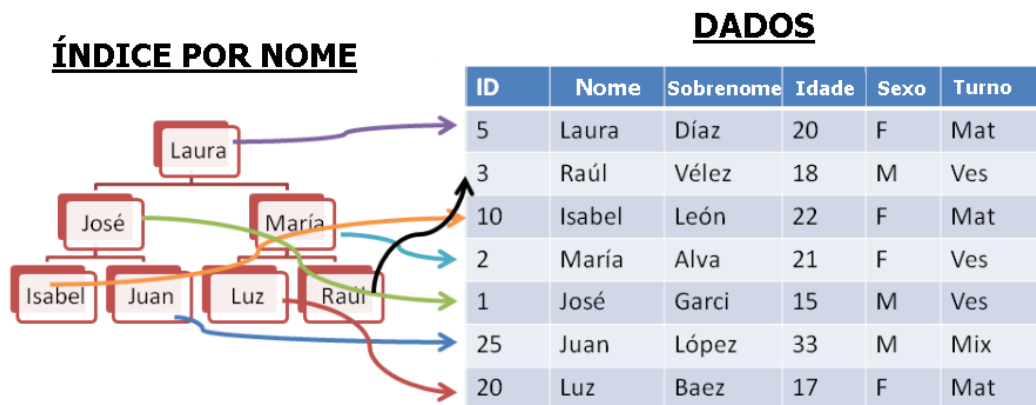 ÍNDICE POR NOME
Laura
José María
Isabel Juan Luz Raúl
DADOS
ID Nome Sobrenome Idade Sexo Turno
5 Laura Díaz 20 F Mat
3 Raúl Vélez 18 M Ves
10 Isabel León 22 F Mat
2 María Alva 21 F Ves
1 José Garci 15 M Ves
25 Juan López 33 M Mix
20 Luz Baez 17 F Mat